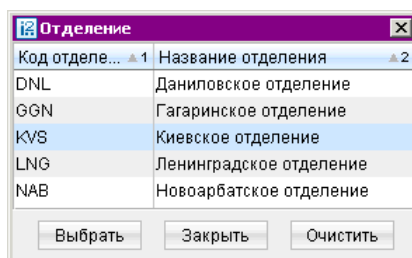 i2 Отделение
Код отделе... 1 Название отделения 2
DNL Даниловское отделение
GGN Гагаринское отделение
KVS Киевское отделение
LNG Ленинградское отделение
NAB Новоарбатское отделение
Выбрать Закрыть Очистить